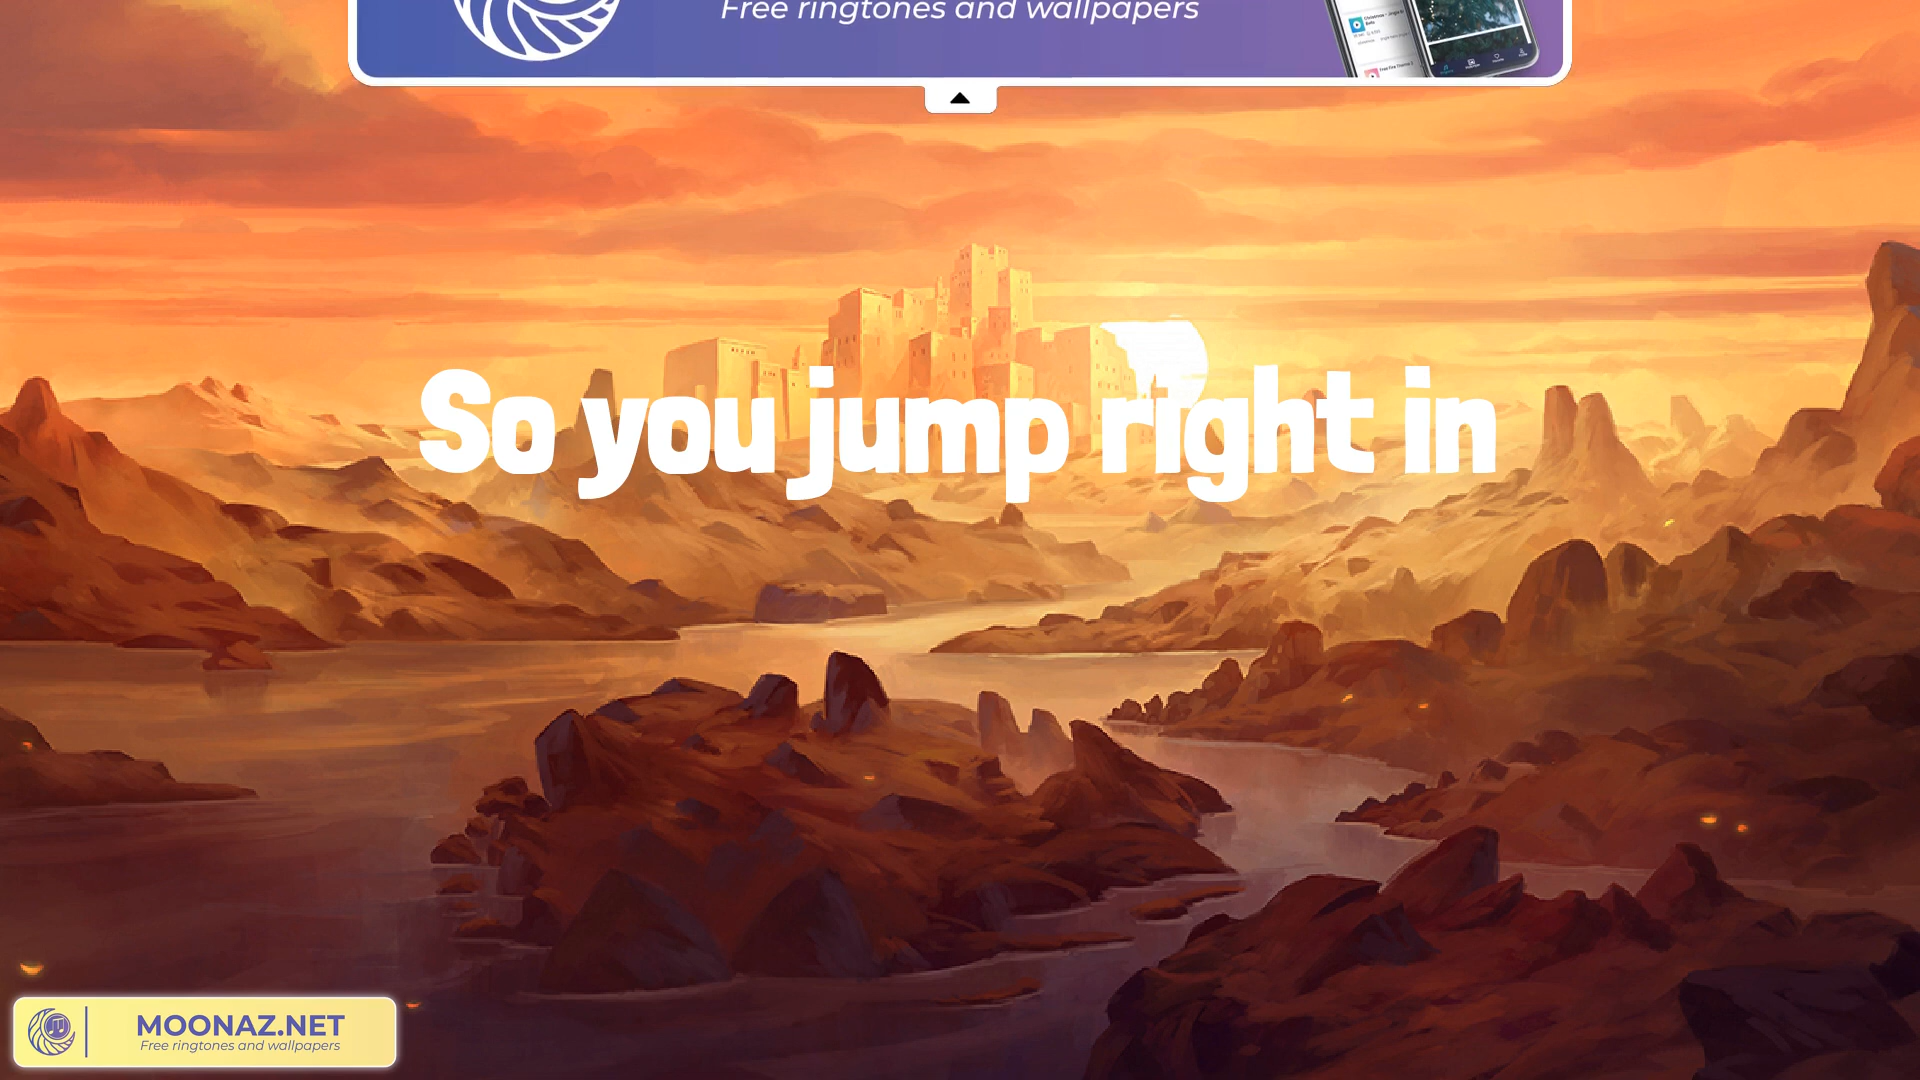 Free ringtones and wallpapers
So you jump right in
MOONAZ.NET
Free ringtones and wallpapers